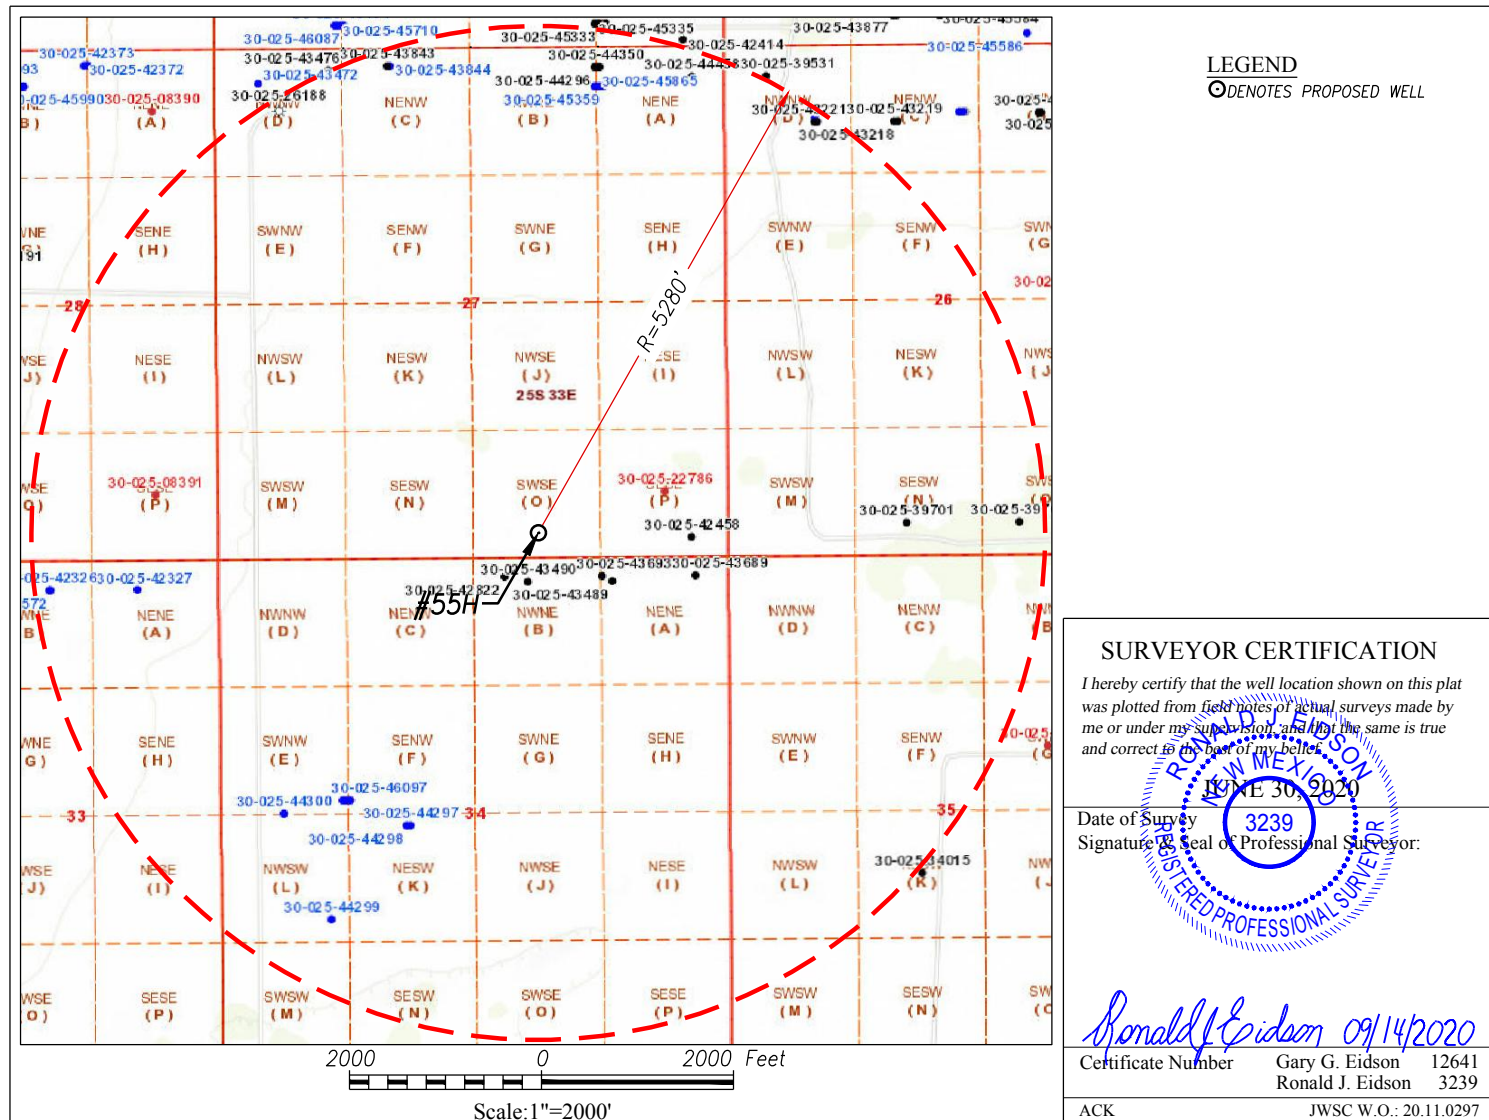 30-025-45710
30-025-46087
30-025-45335
30-025-45333
30-025-43877
30-025-45584
30-025-42373
30-025-43476
30-025-43843
30-025-44350
30-025-42414
30-025-45586
93
30-025-42372
30-025-43472
30-025-43844
30-025-44296
30-025-45865
30-025-39531
30-025-08390
30-025-26188
30-025-45359
30-025-43219
30-025-43218
B)
(A)
(D)
NENW
(C)
NWNE
(B)
NENE
(A)
NWNW
(D)
NENW
(C)
SENE
(H)
SWNW
(E)
SENW
(F)
SWNE
(G)
SENE
(H)
SWNW
(E)
SENW
(F)
(G
191
30-02
28
27
26
R=5280'
NESE
(I)
NWSW
(L)
NESW
(K)
NWSE
(J)
(I)
NWSW
(L)
NESW
(K)
25S 33E
30-025-08391
(P)
SWSW
(M)
SESW
(N)
SWSE
(O)
30-025-22786
(P)
SWSW
(M)
SESW
(N)
30-025-39701
30-025-39
30-025-42458
30-025-42327
30-025-43490
30-025-43689
30-025-43489
572
#55H
NENE
(A)
NWNW
(D)
(C)
NWNE
(B)
NENE
(A)
NWNW
(D)
NENW
(C)
SENE
(H)
SWNW
(E)
SENW
(F)
SWNE
(G)
SENE
(H)
SWNW
(E)
SENW
(F)
30-025-46097
30-025-44300
30-025-44297
30-025-44298
33
34
35
NESE
(I)
NWSW
(L)
NESW
(K)
NWSE
(J)
NESE
(I)
NWSW
(L)
30-025-34015
(K)
30-025-44299
SESE
(P)
SWSW
(M)
SESW
(N)
SWSE
(O)
SESE
(P)
SWSW
(M)
SESW
(N)
2000 0 2000 Feet
Scale:1"=2000'
LEGEND
DENOTES PROPOSED WELL
SURVEYOR CERTIFICATION
I hereby certify that the well location shown on this plat
was plotted from field notes of actual surveys made by
me or under my supervision, and that the same is true
and correct to the best of my belief.
JUNE 30, 2020
Date of Survey
Signature & Seal of Professional Surveyor:
RONALD J. EIDSON
NEW MEXICO
3239
REGISTERED PROFESSIONAL SURVEYOR
Ronald J Eidson 09/14/2020
Certificate Number Gary G. Eidson 12641
Ronald J. Eidson 3239
ACK JWSC W.O.: 20.11.0297